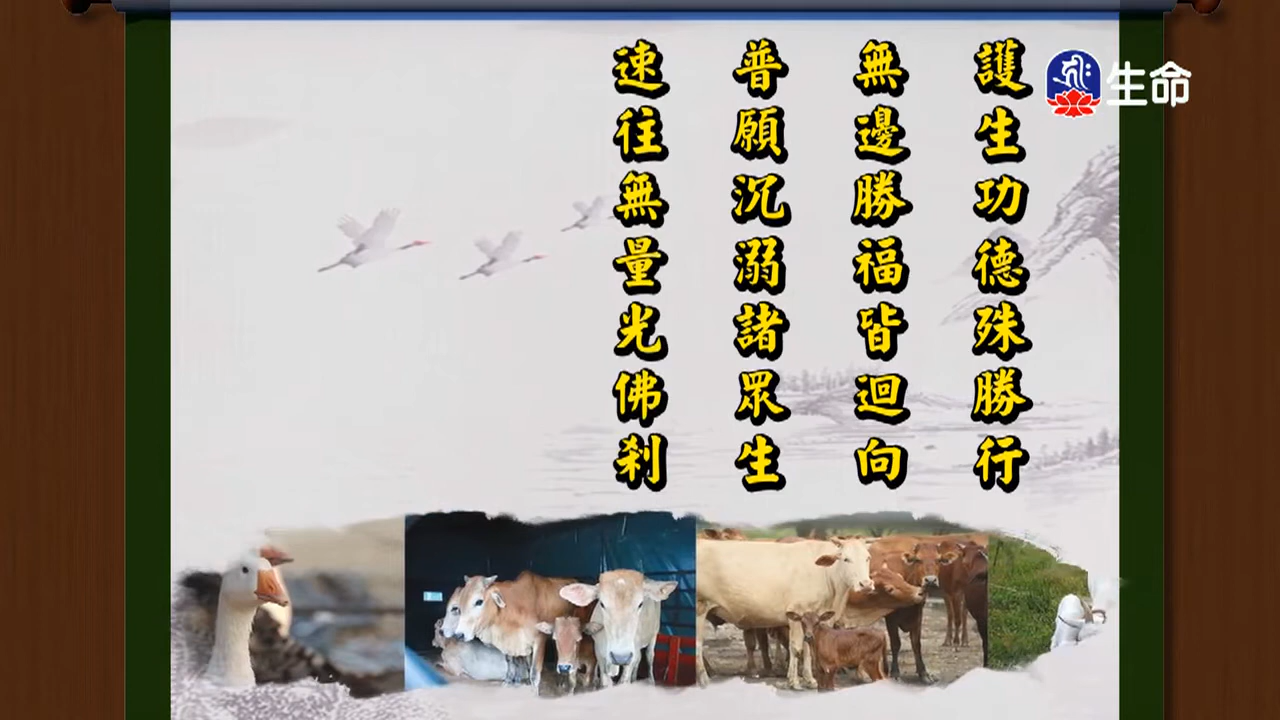 護生功德殊勝行
無邊勝福皆迴向
普願沉溺諸眾生
速往無量光佛剎
生命